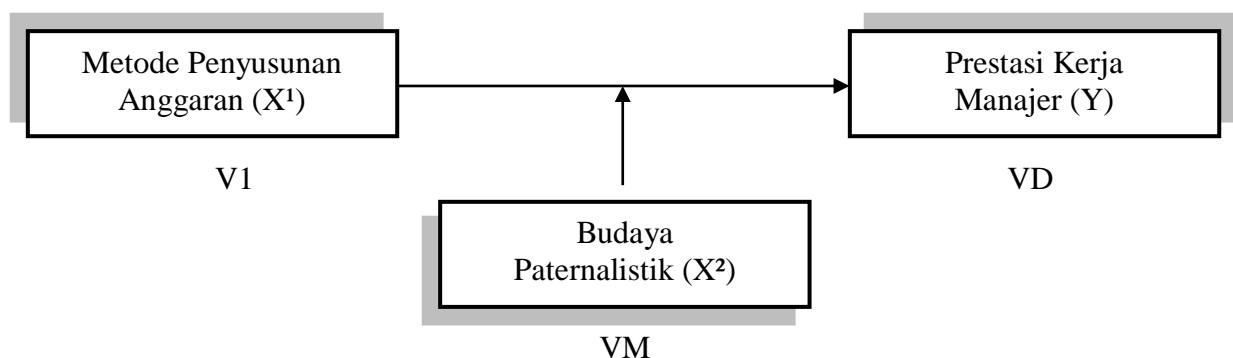 Metode Penyusunan
Anggaran (X¹)
Prestasi Kerja
Manajer (Y)
V1
VD
Budaya
Paternalistik (X²)
VM